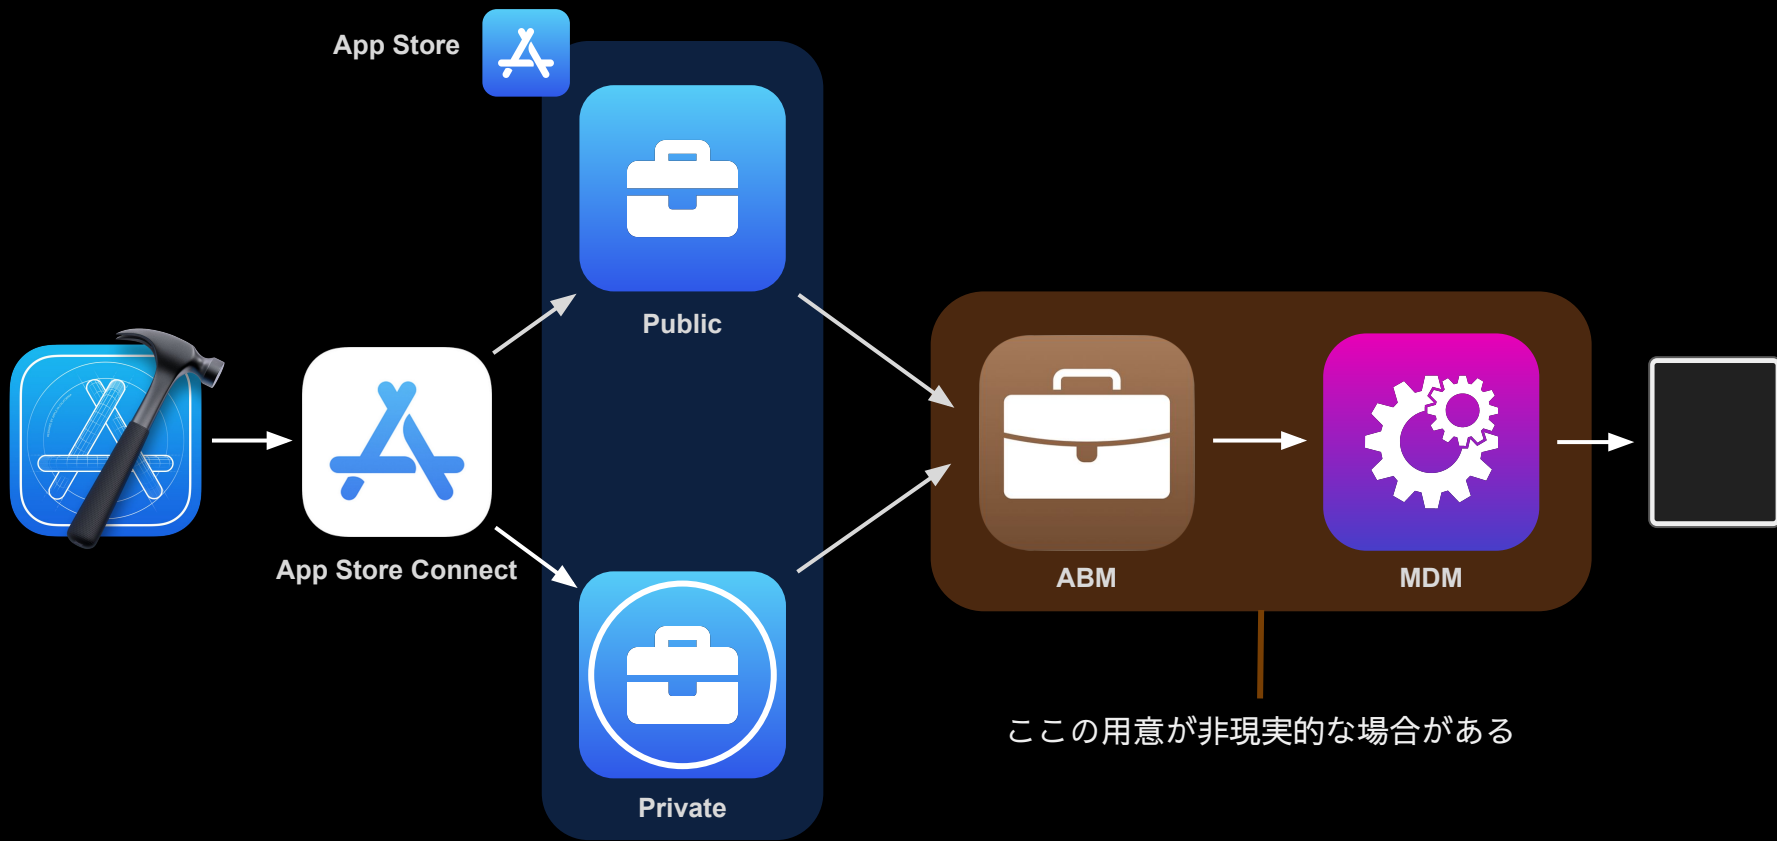 App Store
Public
App Store Connect
ABM
MDM
ここの用意が非現実的な場合がある
Private